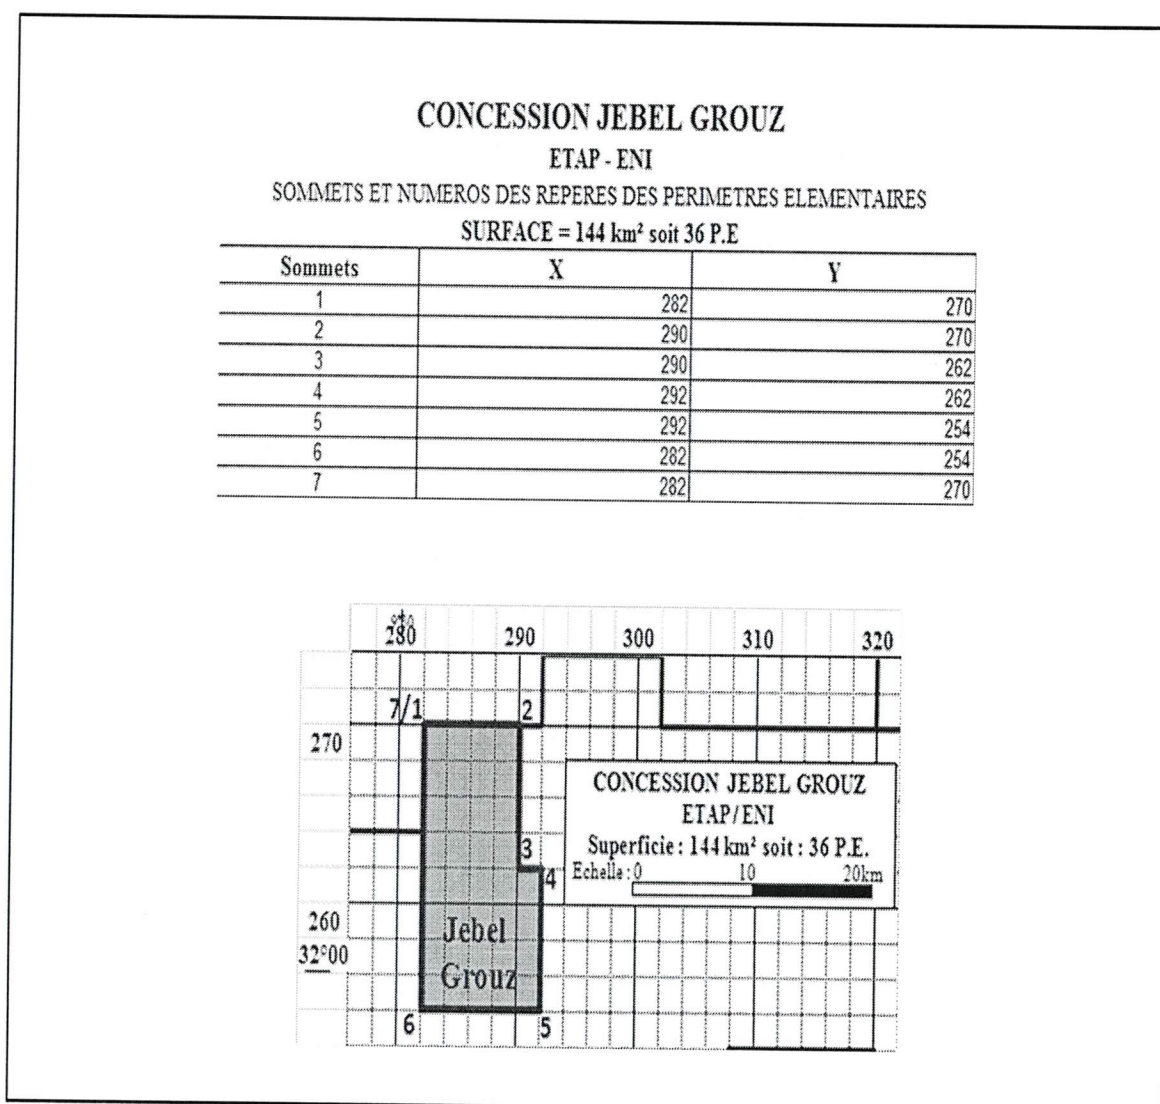 CONCESSION JEBEL GROUZ
ETAP - ENI
SOMMETS ET NUMEROS DES REPERES DES PERIMETRES ELEMENTAIRES
SURFACE = 144 km² soit 36 P.E
Sommets X Y
1 282 270
2 290 270
3 290 262
4 292 262
5 292 254
6 282 254
7 282 270
280 290 300 310 320
7/1 2
270
CONCESSION JEBEL GROUZ
ETAP/ENI
Superficie : 144 km² soit : 36 P.E.
Echelle : 0 10 20km
3
4
260
32°00
Jebel
Grouz
6 5